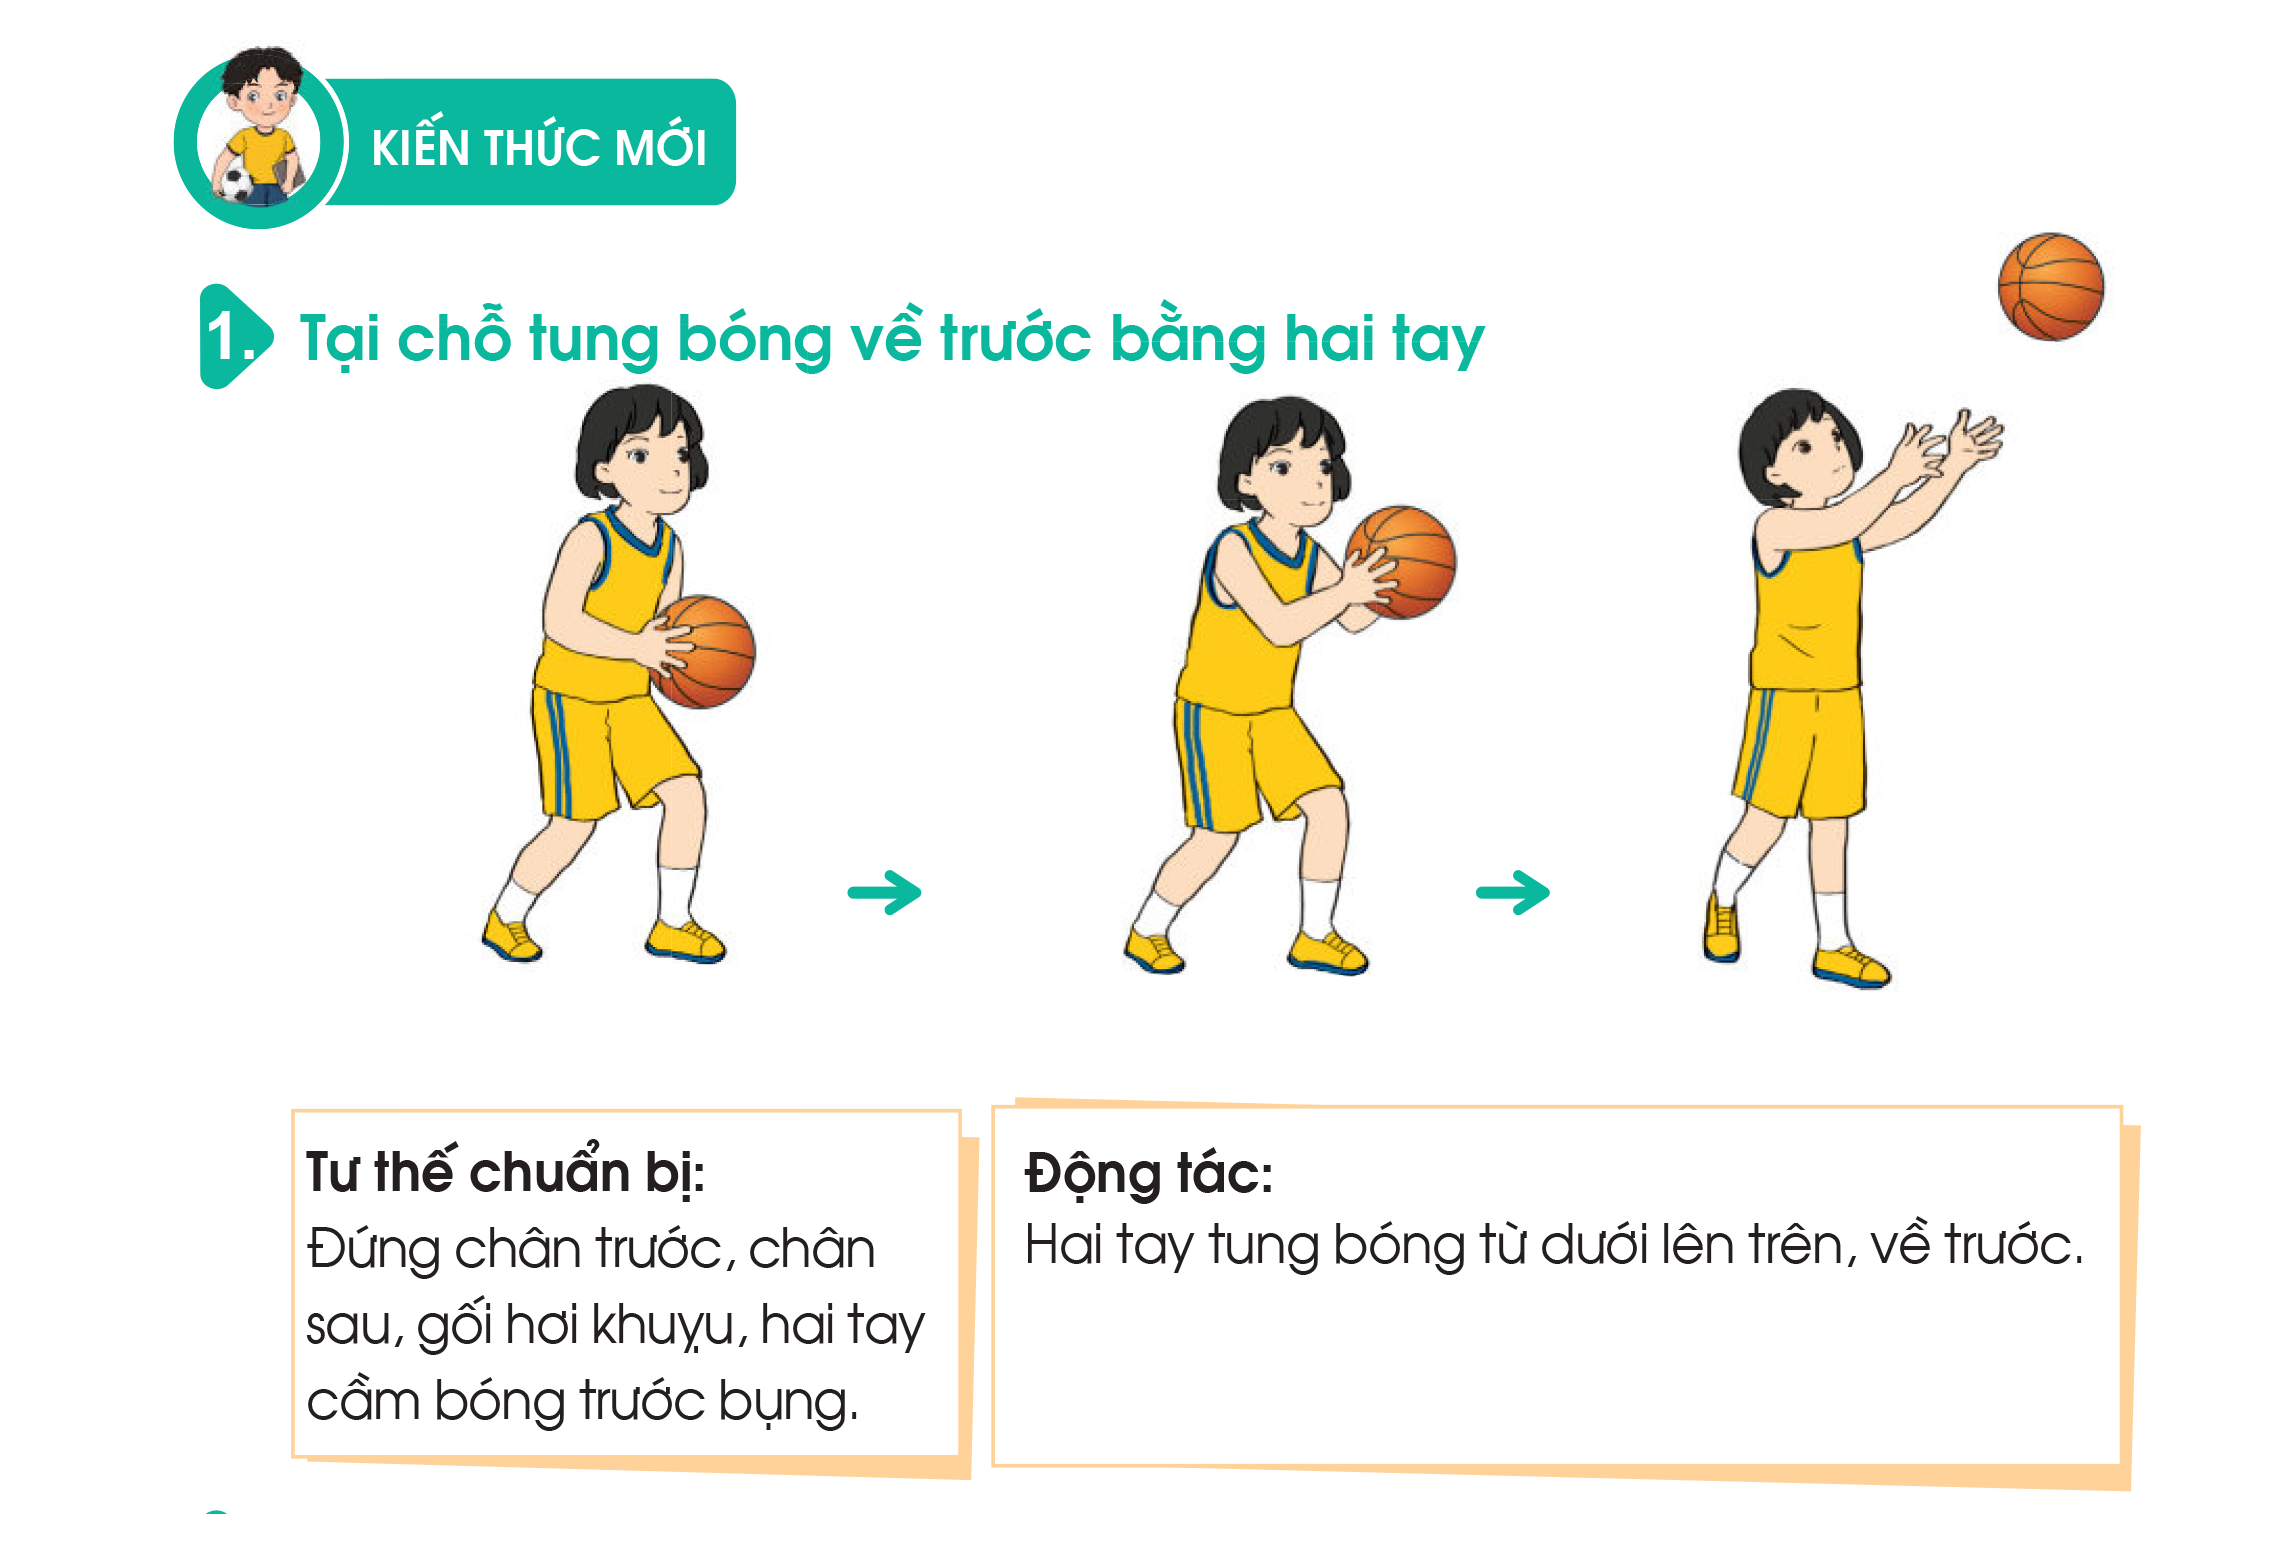 KIẾN THỨC MỚI
1. Tại chỗ tung bóng về trước bằng hai tay
Tư thế chuẩn bị:
Đứng chân trước, chân
sau, gối hơi khuỵu, hai tay
cầm bóng trước bụng.
Động tác:
Hai tay tung bóng từ dưới lên trên, về trước.